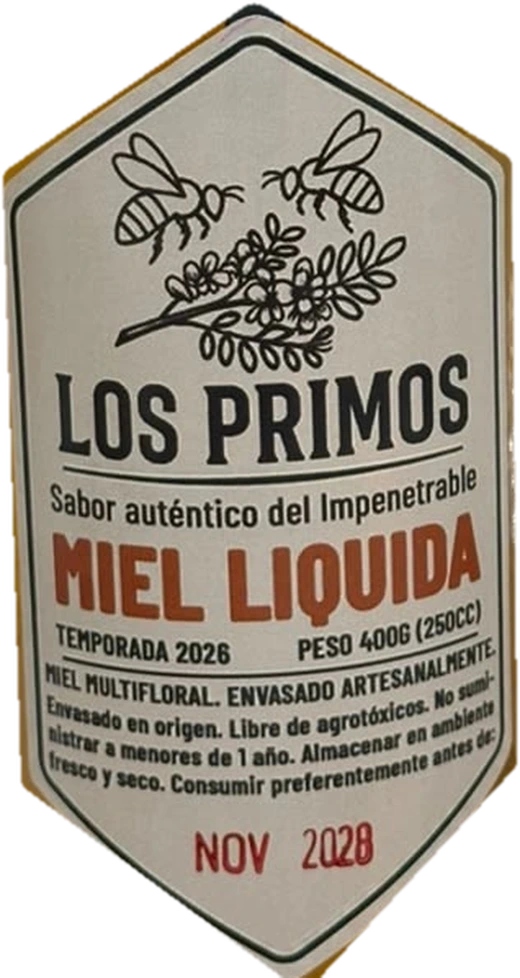 LOS PRIMOS
Sabor auténtico del Impenetrable
MIEL LIQUIDA
TEMPORADA 2026 PESO 400G (250CC)
MIEL MULTIFLORAL. ENVASADO ARTESANALMENTE.
Envasado en origen. Libre de agrotóxicos. No sumi-
nistrar a menores de 1 año. Almacenar en ambiente
fresco y seco. Consumir preferentemente antes de:
NOV 2028